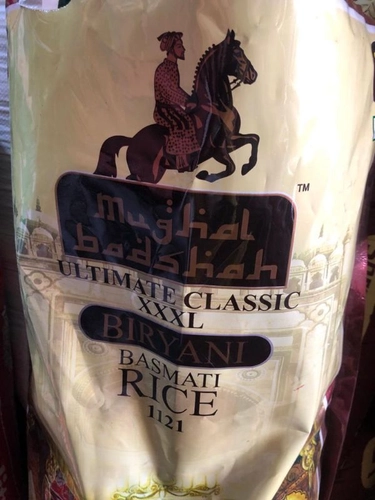 TM
mughal
badshah
ULTIMATE CLASSIC
XXXL
BIRYANI
BASMATI
RICE
1121